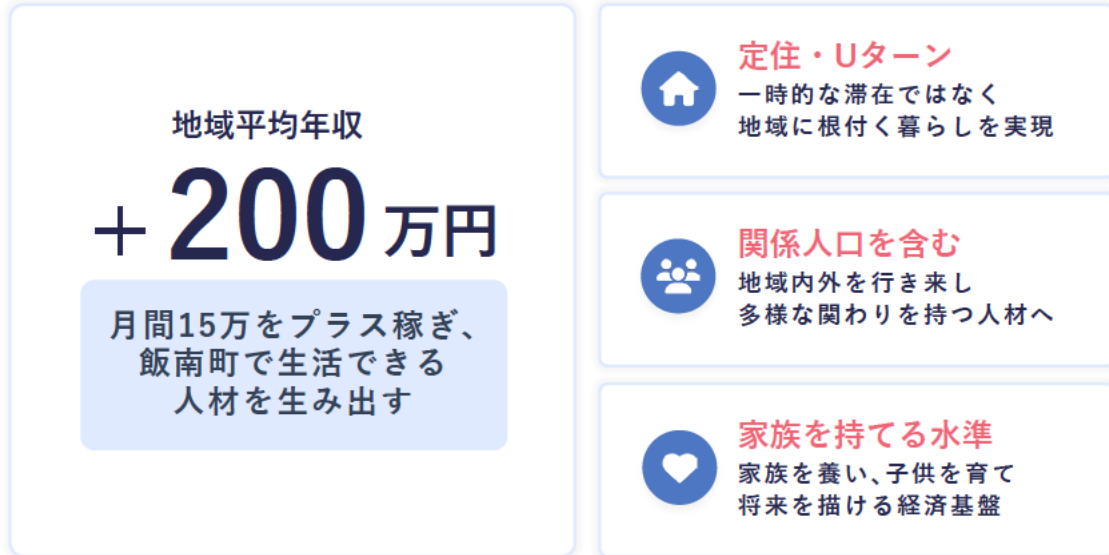 地域平均年収
+200万円
月間15万をプラス稼ぎ、
飯南町で生活できる
人材を生み出す
定住・Uターン
一時的な滞在ではなく
地域に根付く暮らしを実現
関係人口を含む
地域内外を行き来し
多様な関わりを持つ人材へ
家族を持てる水準
家族を養い、子供を育て
将来を描ける経済基盤